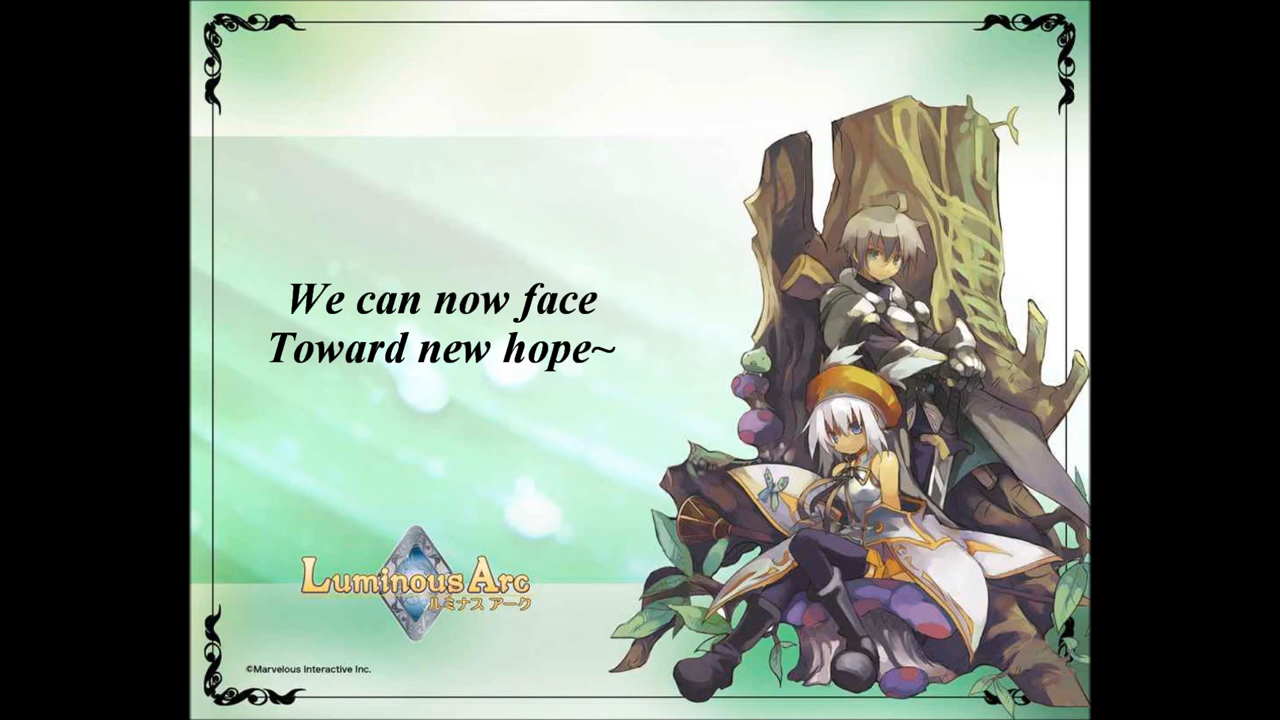 We can now face
Toward new hope~
Luminous Arc
ルミナス アーク
©Marvelous Interactive Inc.